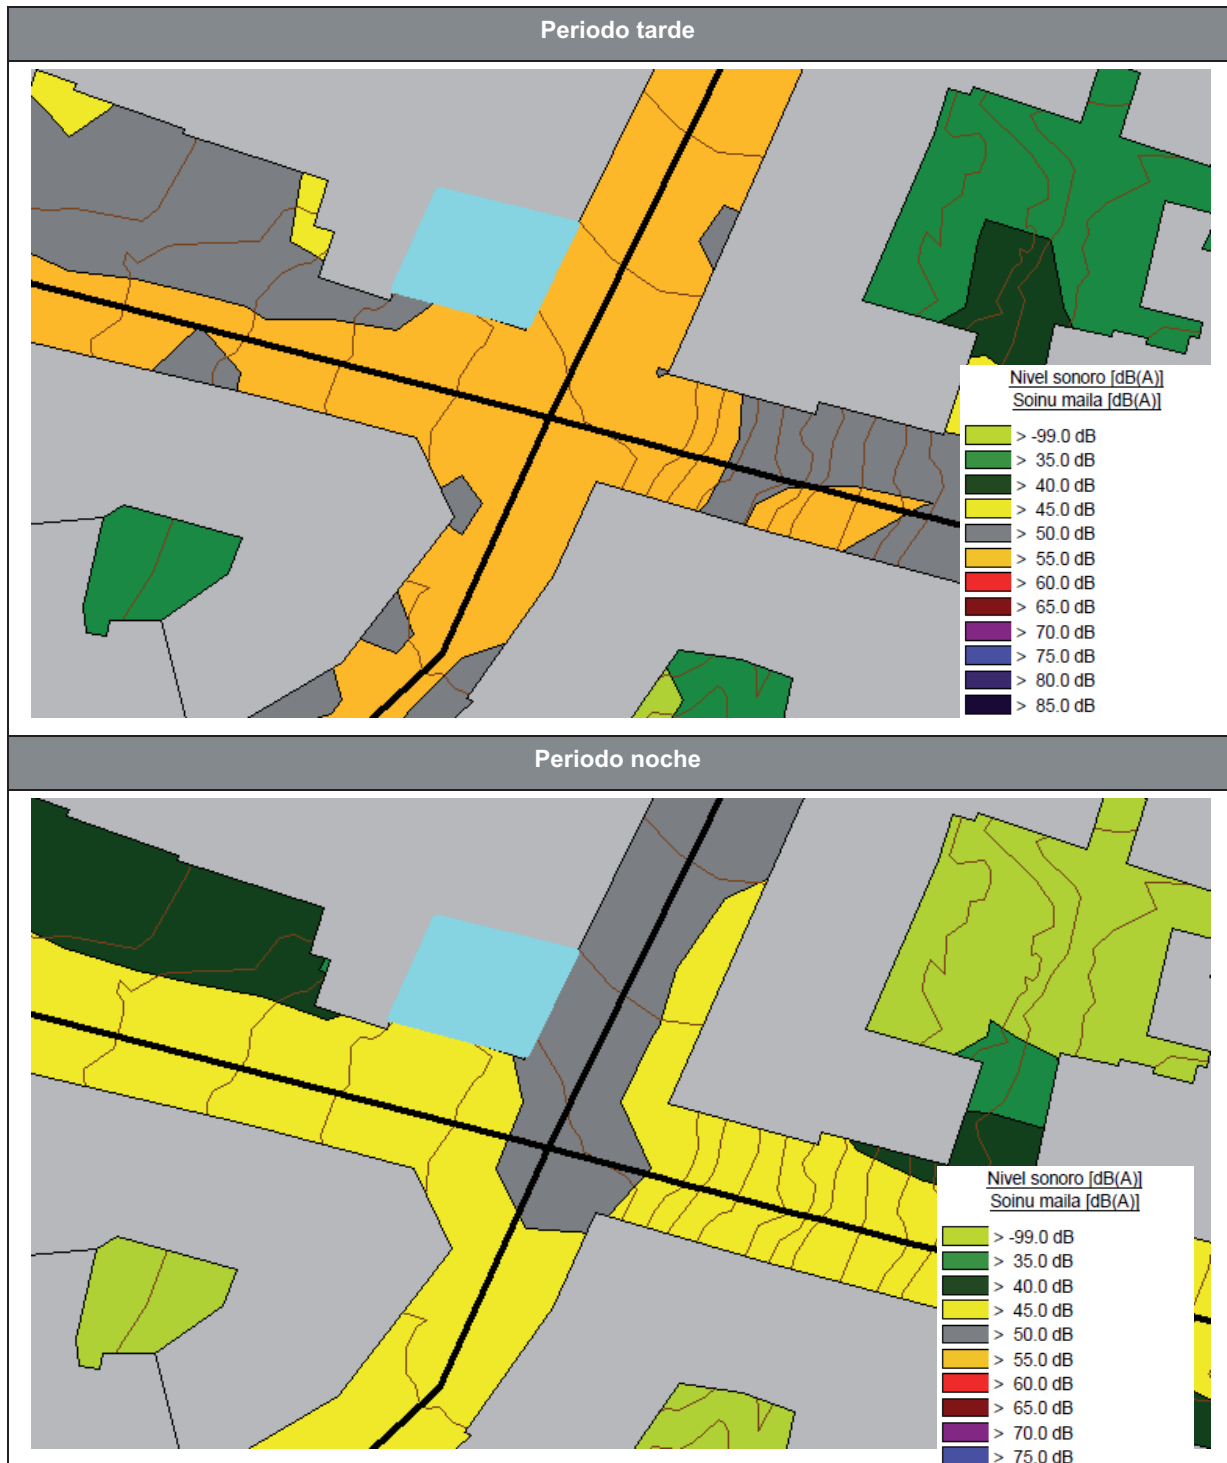 Periodo tarde
Nivel sonoro [dB(A)]
Soinu maila [dB(A)]
> -99.0 dB
> 35.0 dB
> 40.0 dB
> 45.0 dB
> 50.0 dB
> 55.0 dB
> 60.0 dB
> 65.0 dB
> 70.0 dB
> 75.0 dB
> 80.0 dB
> 85.0 dB
Periodo noche
Nivel sonoro [dB(A)]
Soinu maila [dB(A)]
> -99.0 dB
> 35.0 dB
> 40.0 dB
> 45.0 dB
> 50.0 dB
> 55.0 dB
> 60.0 dB
> 65.0 dB
> 70.0 dB
> 75.0 dB